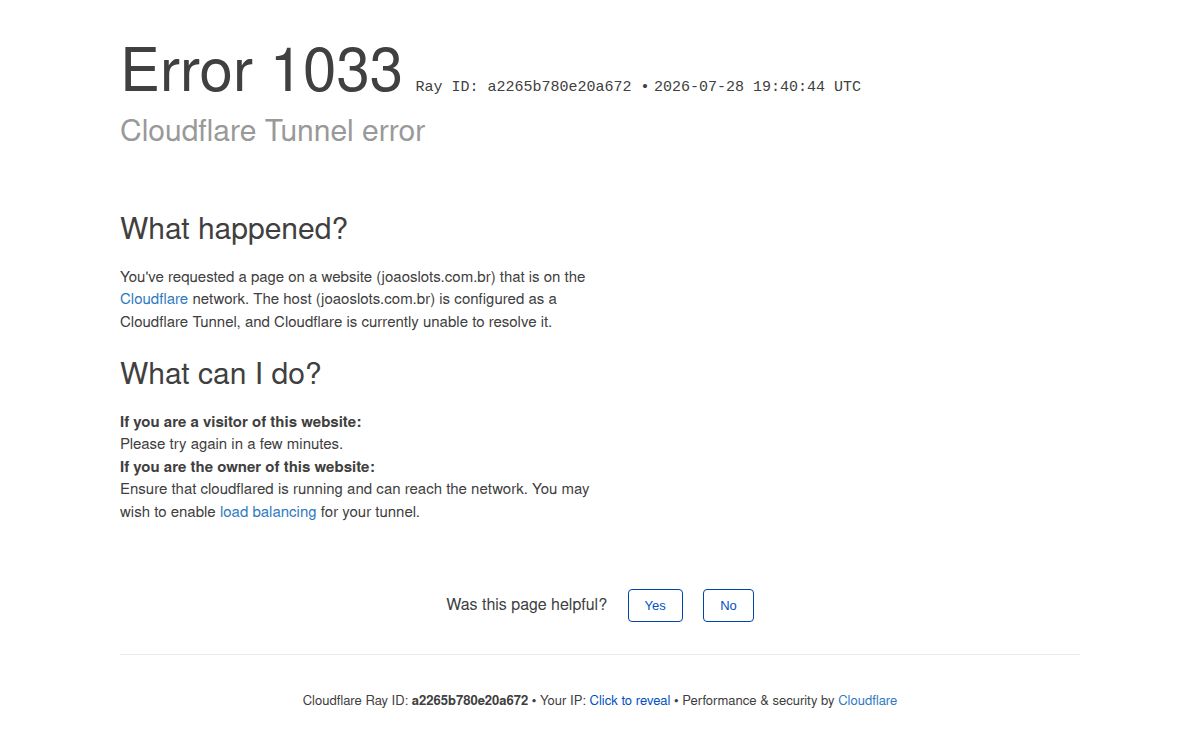 Error 1033 Ray ID: a2265b780e20a672 • 2026-07-28 19:40:44 UTC
Cloudflare Tunnel error
What happened?
You've requested a page on a website (joaoslots.com.br) that is on the
Cloudflare network. The host (joaoslots.com.br) is configured as a
Cloudflare Tunnel, and Cloudflare is currently unable to resolve it.
What can I do?
If you are a visitor of this website:
Please try again in a few minutes.
If you are the owner of this website:
Ensure that cloudflared is running and can reach the network. You may
wish to enable load balancing for your tunnel.
Was this page helpful? Yes No
Cloudflare Ray ID: a2265b780e20a672 • Your IP: Click to reveal • Performance & security by Cloudflare